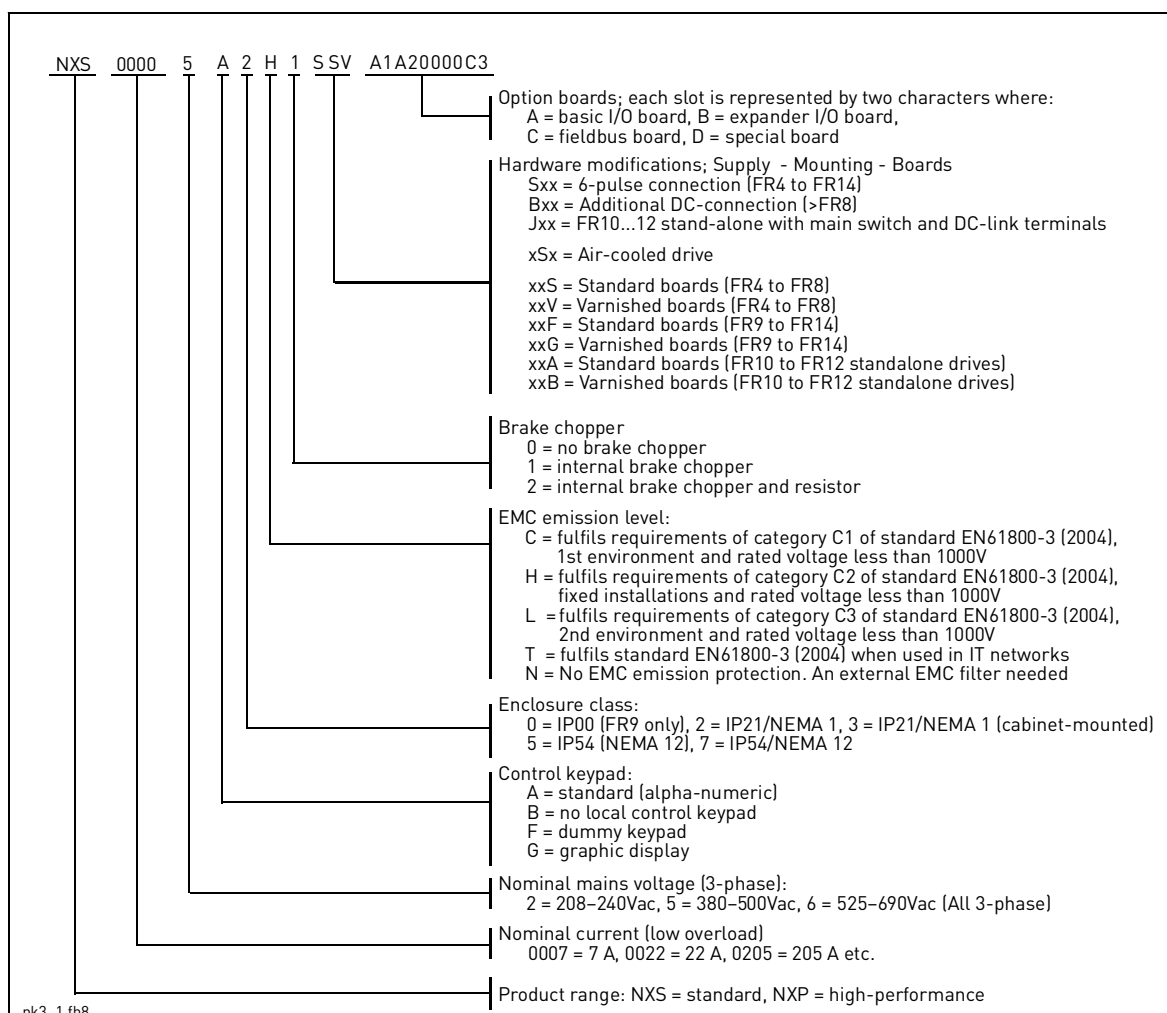 NXS 0000 5 A 2 H 1 SSV A1A20000C3
Option boards; each slot is represented by two characters where:
A = basic I/O board, B = expander I/O board,
C = fieldbus board, D = special board
Hardware modifications; Supply - Mounting - Boards
Sxx = 6-pulse connection (FR4 to FR14)
Bxx = Additional DC-connection (>FR8)
Jxx = FR10...12 stand-alone with main switch and DC-link terminals
xSx = Air-cooled drive
xxS = Standard boards (FR4 to FR8)
xxV = Varnished boards (FR4 to FR8)
xxF = Standard boards (FR9 to FR14)
xxG = Varnished boards (FR9 to FR14)
xxA = Standard boards (FR10 to FR12 standalone drives)
xxB = Varnished boards (FR10 to FR12 standalone drives)
Brake chopper
0 = no brake chopper
1 = internal brake chopper
2 = internal brake chopper and resistor
EMC emission level:
C = fulfils requirements of category C1 of standard EN61800-3 (2004),
1st environment and rated voltage less than 1000V
H = fulfils requirements of category C2 of standard EN61800-3 (2004),
fixed installations and rated voltage less than 1000V
L = fulfils requirements of category C3 of standard EN61800-3 (2004),
2nd environment and rated voltage less than 1000V
T = fulfils standard EN61800-3 (2004) when used in IT networks
N = No EMC emission protection. An external EMC filter needed
Enclosure class:
0 = IP00 (FR9 only), 2 = IP21/NEMA 1, 3 = IP21/NEMA 1 (cabinet-mounted)
5 = IP54 (NEMA 12), 7 = IP54/NEMA 12
Control keypad:
A = standard (alpha-numeric)
B = no local control keypad
F = dummy keypad
G = graphic display
Nominal mains voltage (3-phase):
2 = 208–240Vac, 5 = 380–500Vac, 6 = 525–690Vac (All 3-phase)
Nominal current (low overload)
0007 = 7 A, 0022 = 22 A, 0205 = 205 A etc.
Product range: NXS = standard, NXP = high-performance